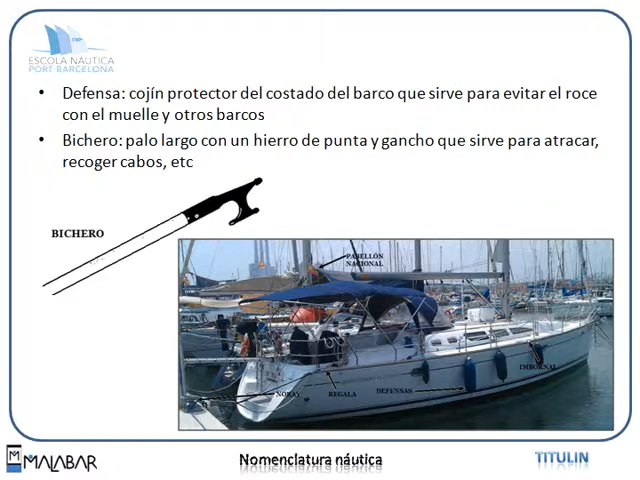 ESCOLA NÁUTICA
PORT BARCELONA
• Defensa: cojín protector del costado del barco que sirve para evitar el roce
con el muelle y otros barcos
• Bichero: palo largo con un hierro de punta y gancho que sirve para atracar,
recoger cabos, etc
BICHERO
PABELLÓN
NACIONAL
IMBORNAL
NORAY
REGALA
DEFENSAS
MALABAR
Nomenclatura náutica
TITULIN